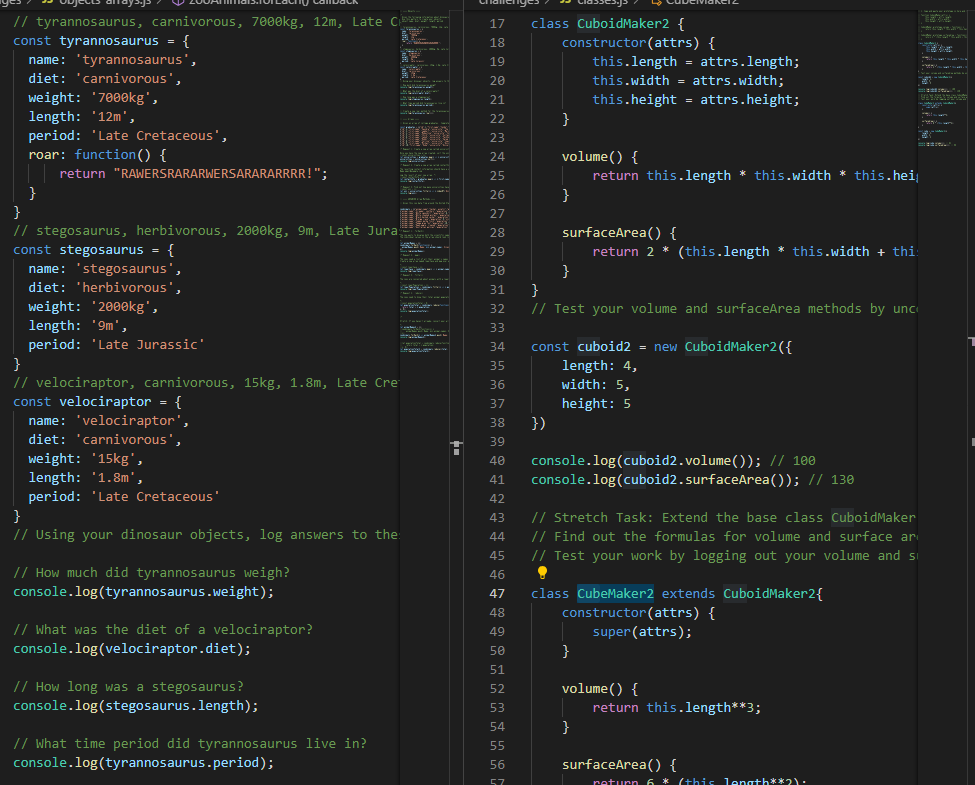 objects-arrays.js > zooAnimals.forEach() callback
// tyrannosaurus, carnivorous, 7000kg, 12m, Late C
const tyrannosaurus = {
name: 'tyrannosaurus',
diet: 'carnivorous',
weight: '7000kg',
length: '12m',
period: 'Late Cretaceous',
roar: function() {
return "RAWERSRARARWERSARARARRRR!";
}
}
// stegosaurus, herbivorous, 2000kg, 9m, Late Jura
const stegosaurus = {
name: 'stegosaurus',
diet: 'herbivorous',
weight: '2000kg',
length: '9m',
period: 'Late Jurassic'
}
// velociraptor, carnivorous, 15kg, 1.8m, Late Cre
const velociraptor = {
name: 'velociraptor',
diet: 'carnivorous',
weight: '15kg',
length: '1.8m',
period: 'Late Cretaceous'
}
// Using your dinosaur objects, log answers to the
// How much did tyrannosaurus weigh?
console.log(tyrannosaurus.weight);
// What was the diet of a velociraptor?
console.log(velociraptor.diet);
// How long was a stegosaurus?
console.log(stegosaurus.length);
// What time period did tyrannosaurus live in?
console.log(tyrannosaurus.period);
challenges > JS classes.js > CubeMaker2
17 class CuboidMaker2 {
18 constructor(attrs) {
19 this.length = attrs.length;
20 this.width = attrs.width;
21 this.height = attrs.height;
22 }
23
24 volume() {
25 return this.length * this.width * this.hei
26 }
27
28 surfaceArea() {
29 return 2 * (this.length * this.width + thi
30 }
31 }
32 // Test your volume and surfaceArea methods by unc
33
34 const cuboid2 = new CuboidMaker2({
35 length: 4,
36 width: 5,
37 height: 5
38 })
39
40 console.log(cuboid2.volume()); // 100
41 console.log(cuboid2.surfaceArea()); // 130
42
43 // Stretch Task: Extend the base class CuboidMaker
44 // Find out the formulas for volume and surface ar
45 // Test your work by logging out your volume and s
46
47 class CubeMaker2 extends CuboidMaker2{
48 constructor(attrs) {
49 super(attrs);
50 }
51
52 volume() {
53 return this.length**3;
54 }
55
56 surfaceArea() {
57 return 6 * (this.length**2);